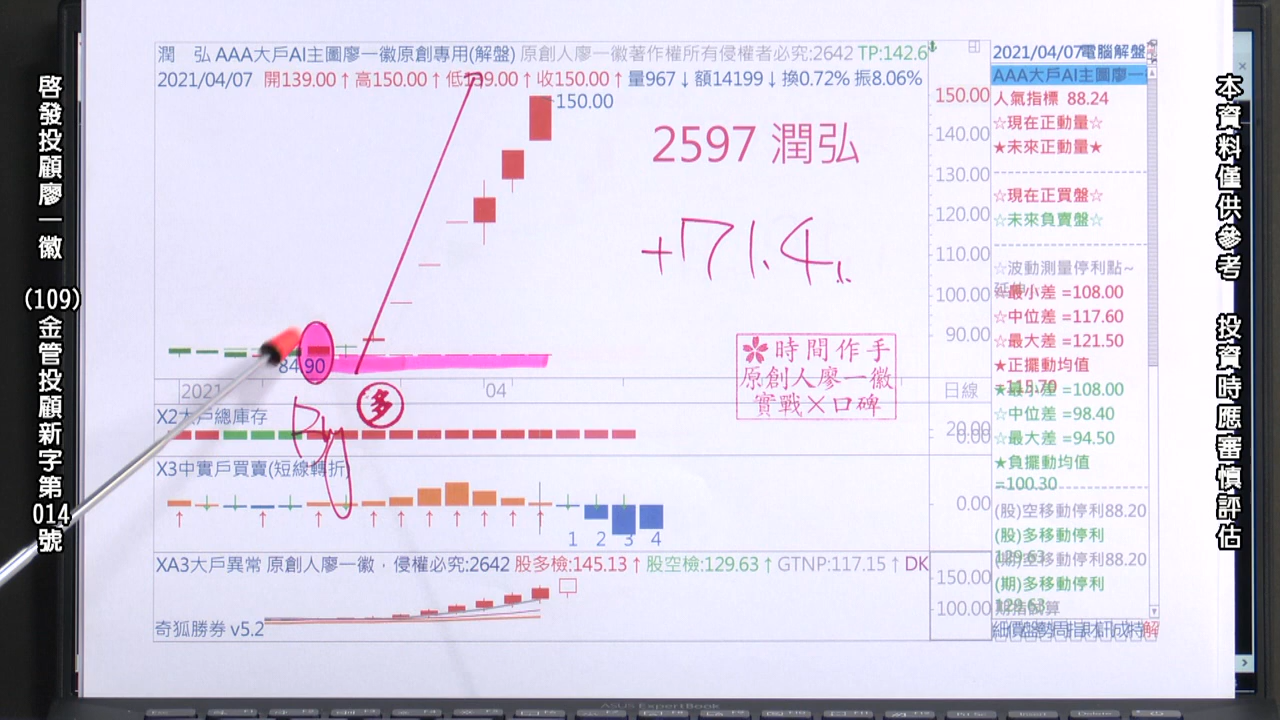 啓發投顧廖一徽 (109)金管投顧新字第014號
潤 弘 AAA大戶AI主圖廖一徽原創專用(解盤) 原創人廖一徽著作權所有侵權者必究:2642 TP:142.6
2021/04/07 開139.00↑高150.00↑低139.00↑收150.00↑量967↓額14199↓換0.72% 振8.06%
150.00
2597 潤弘
+71.4
84.90
多
Buy
✽時間作手
原創人廖一徽
實戰×口碑
150.00
140.00
130.00
120.00
110.00
100.00
90.00
2021
04
日線
X2大戶總庫存
20.00
0.00
X3中實戶買賣(短線轉折)
0.00
1 2 3 4
XA3大戶異常 原創人廖一徽,侵權必究:2642 股多檢:145.13↑股空檢:129.63↑GTNP:117.15↑DK
150.00
100.00
奇狐勝券 v5.2
2021/04/07電腦解盤
AAA大戶AI主圖廖一
人氣指標 88.24
☆現在正動量☆
★未來正動量★
☆現在正買盤☆
☆未來負賣盤☆
☆波動測量停利點~
☆最小差 =108.00
☆中位差 =117.60
☆最大差 =121.50
★正擺動均值
=115.70
☆最小差 =108.00
☆中位差 =98.40
☆最大差 =94.50
★負擺動均值
=100.30
(股)空移動停利88.20
(股)多移動停利
129.63
(期)空移動停利88.20
(期)多移動停利
129.63
本資料僅供參考 投資時應審慎評估
ASUS ExpertBook